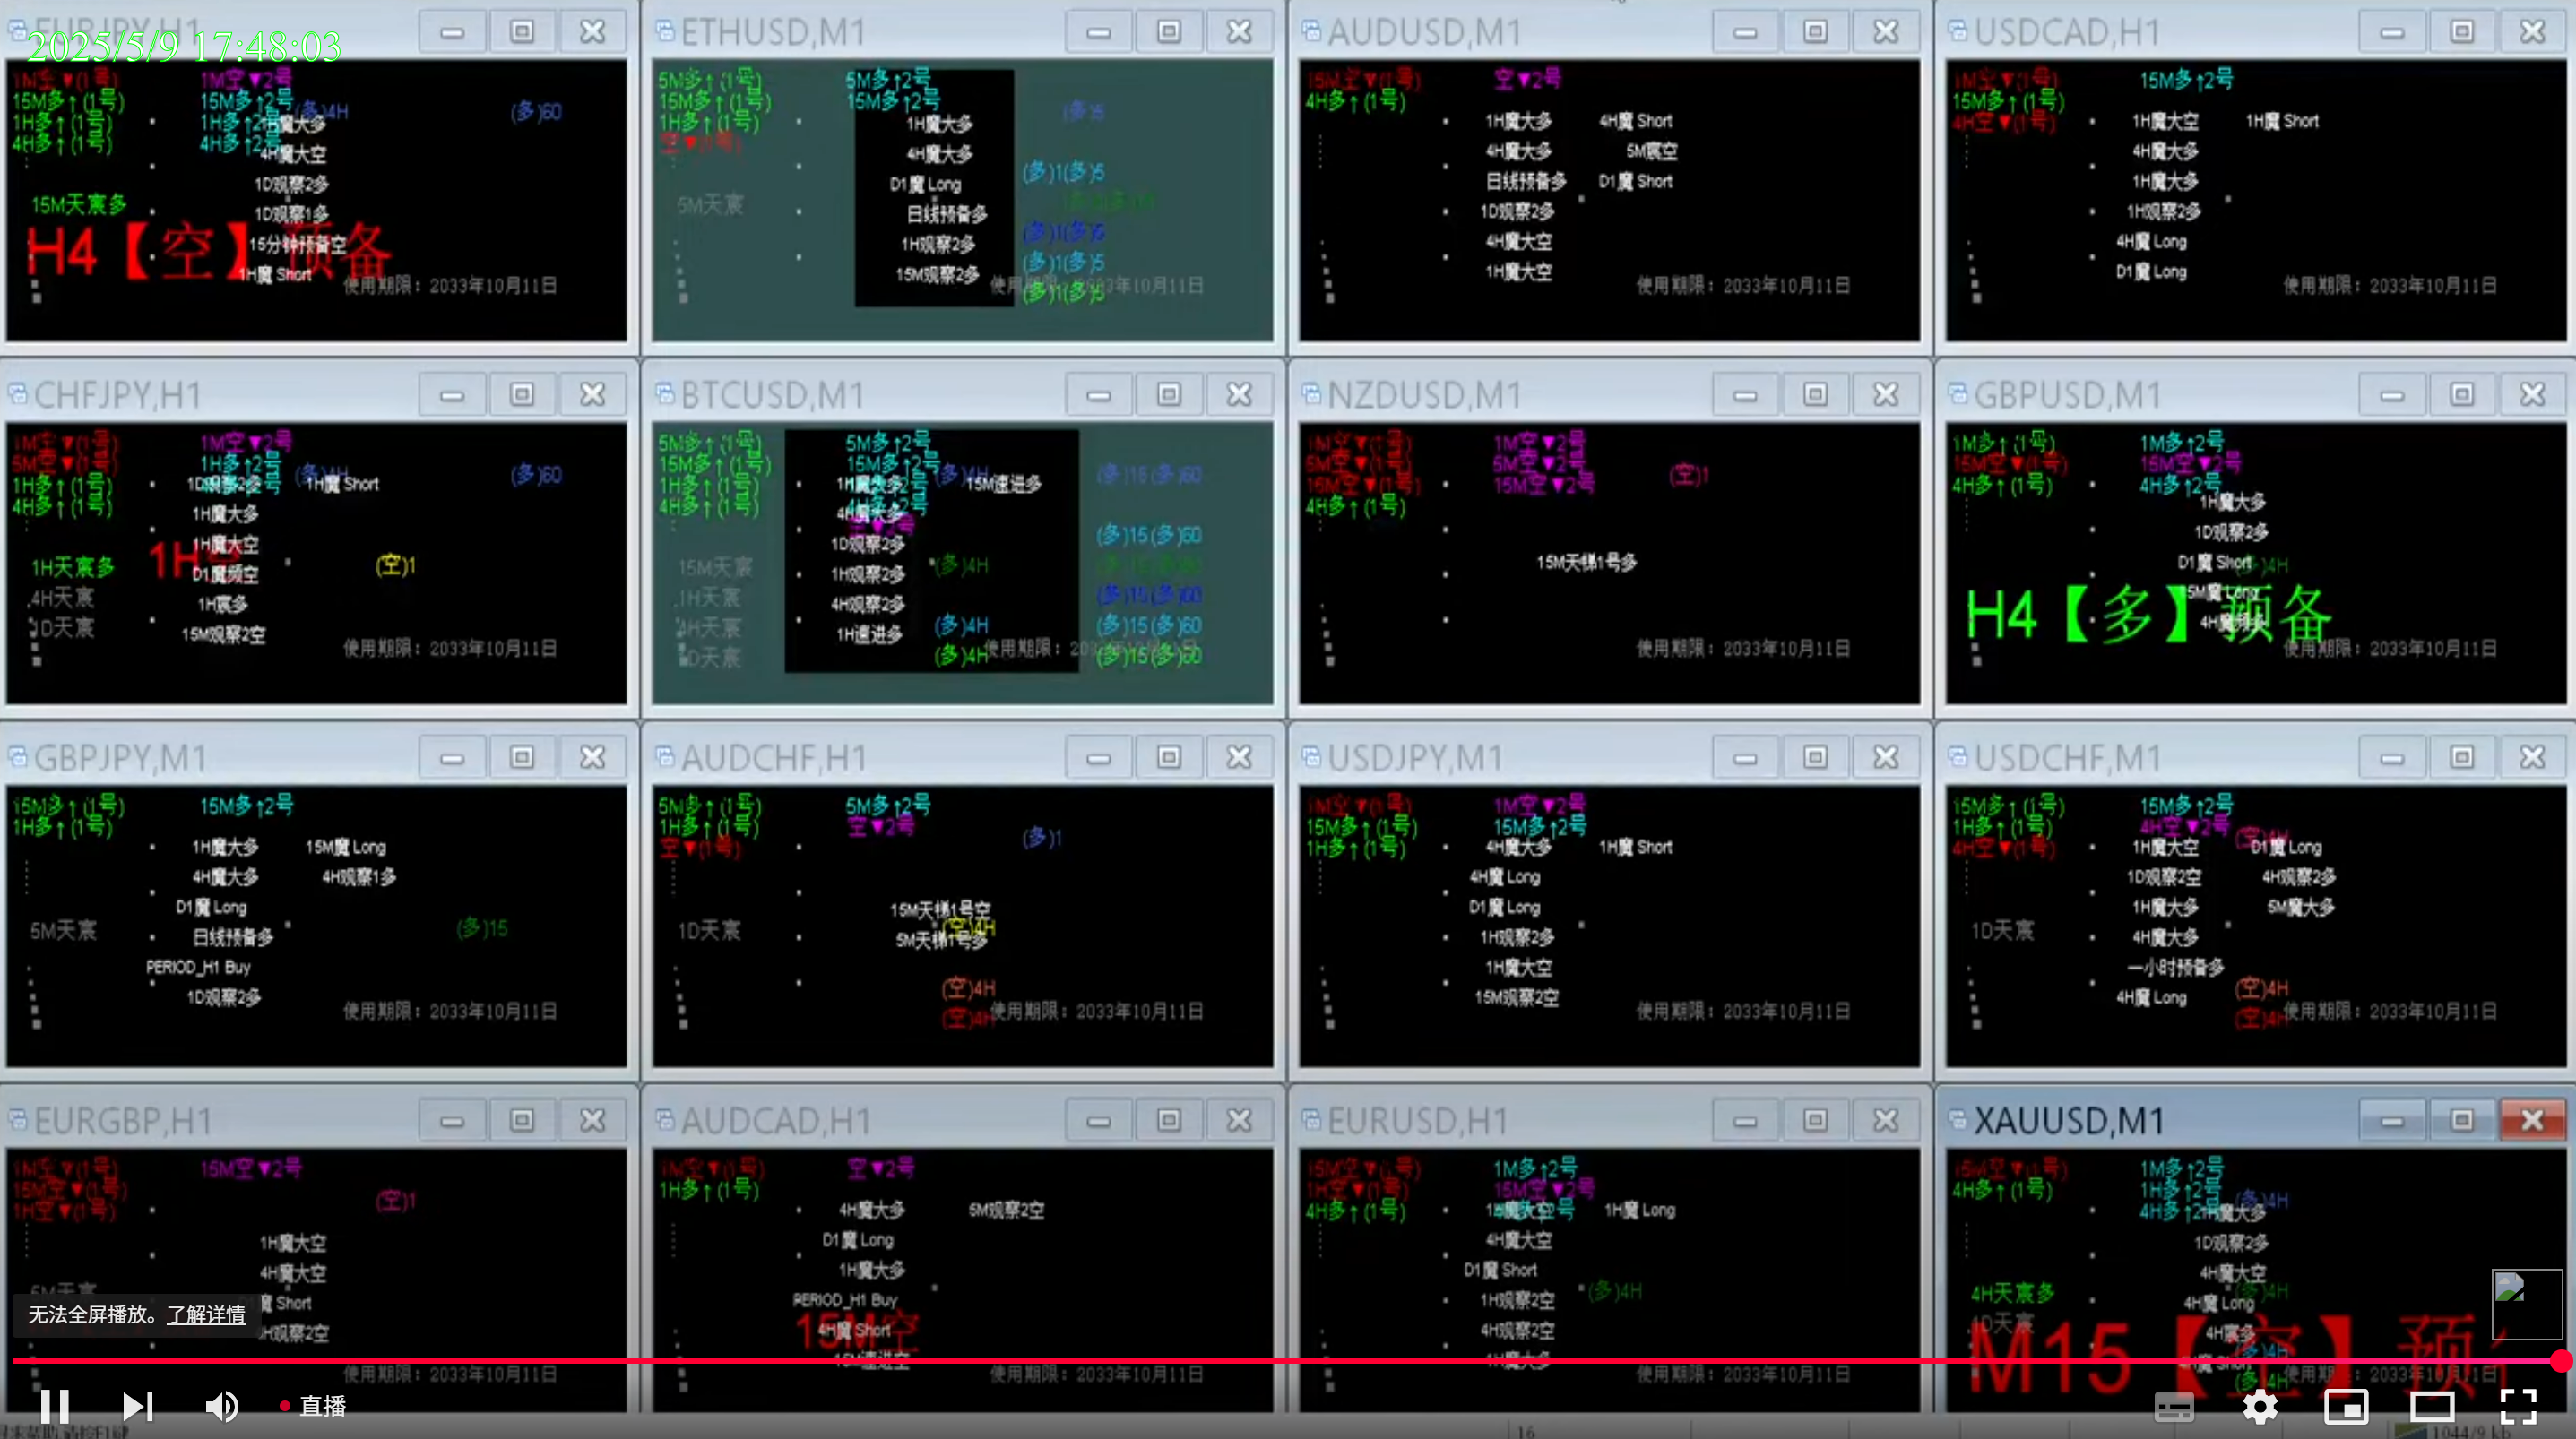 EURJPY,H1
2025/5/9 17:48:03
1M空▼(1号)
1M空▼2号
15M多↑(1号)
15M多↑2号
(多)4H
(多)60
1H多↑(1号)
1H多↑2号
1H魔大多
4H多↑(1号)
4H多↑2号
4H魔大空
1D观察2多
15M天宸多
1D观察1多
H4【空】预备
15分钟预备空
1H魔 Short
使用期限：2033年10月11日
ETHUSD,M1
5M多↑(1号)
5M多↑2号
15M多↑(1号)
15M多↑2号
(多)5
1H多↑(1号)
1H魔大多
空▼(1号)
4H魔大多
(多)1(多)5
D1魔 Long
5M天宸
日线预备多
(多)1(多)5
1H观察2多
(多)1(多)5
15M观察2多
(多)1(多)5
AUDUSD,M1
15M空▼(1号)
空▼2号
4H多↑(1号)
1H魔大多
4H魔 Short
4H魔大多
5M宸空
日线预备多
D1魔 Short
1D观察2多
4H魔大空
1H魔大空
使用期限：2033年10月11日
USDCAD,H1
1M空▼(1号)
15M多↑2号
15M多↑(1号)
4H空▼(1号)
1H魔大空
1H魔 Short
4H魔大多
1H魔大多
1H观察2多
4H魔 Long
D1魔 Long
使用期限：2033年10月11日
CHFJPY,H1
1M空▼(1号)
1M空▼2号
5M空▼(1号)
1H多↑2号
(多)4H
(多)60
1H多↑(1号)
1D观察2多
1H魔 Short
4H多↑(1号)
1H魔大多
1H魔大空
1H天宸多
(空)1
D1魔频空
4H天宸
1H宸多
1D天宸
15M观察2空
使用期限：2033年10月11日
BTCUSD,M1
5M多↑(1号)
5M多↑2号
15M多↑(1号)
15M多↑2号
(多)4H
(多)15(多)60
1H多↑(1号)
1H魔大多
15M速进多
4H多↑(1号)
4H魔大多
空▼2号
1D观察2多
(多)15(多)60
15M天宸
1H观察2多
(多)4H
1H天宸
4H观察2多
(多)15(多)60
4H天宸
1H速进多
(多)4H
(多)15(多)60
1D天宸
(多)4H
(多)15(多)60
NZDUSD,M1
1M空▼(1号)
1M空▼2号
5M空▼(1号)
5M空▼2号
(空)1
15M空▼(1号)
15M空▼2号
4H多↑(1号)
15M天梯1号多
使用期限：2033年10月11日
GBPUSD,M1
1M多↑(1号)
1M多↑2号
15M空▼(1号)
15M空▼2号
4H多↑(1号)
4H多↑2号
1H魔大多
1D观察2多
D1魔 Short
(多)4H
15M魔 Long
H4【多】预备
使用期限：2033年10月11日
GBPJPY,M1
15M多↑(1号)
15M多↑2号
1H多↑(1号)
1H魔大多
15M魔 Long
4H魔大多
4H观察1多
D1魔 Long
5M天宸
日线预备多
(多)15
PERIOD_H1 Buy
1D观察2多
使用期限：2033年10月11日
AUDCHF,H1
5M多↑(1号)
5M多↑2号
1H多↑(1号)
空▼2号
(多)1
空▼(1号)
15M天梯1号空
1D天宸
(空)4H
5M天梯1号多
(空)4H
(空)4H
使用期限：2033年10月11日
USDJPY,M1
1M空▼(1号)
1M空▼2号
15M多↑(1号)
15M多↑2号
1H多↑(1号)
4H魔大多
1H魔 Short
4H魔 Long
D1魔 Long
1H观察2多
1H魔大空
15M观察2空
使用期限：2033年10月11日
USDCHF,M1
15M多↑(1号)
15M多↑2号
1H多↑(1号)
4H空▼2号
(空)4H
4H空▼(1号)
1H魔大空
D1魔 Long
1D观察2空
4H观察2多
1H魔大多
5M魔大多
1D天宸
4H魔大多
一小时预备多
4H魔 Long
(空)4H
(空)4H
使用期限：2033年10月11日
EURGBP,H1
1M空▼(1号)
15M空▼2号
15M空▼(1号)
(空)1
1H空▼(1号)
1H魔大空
4H魔大空
5M天宸
魔 Short
H观察2空
使用期限：2033年10月11日
AUDCAD,H1
1M空▼(1号)
空▼2号
1H多↑(1号)
4H魔大多
5M观察2空
D1魔 Long
1H魔大多
PERIOD_H1 Buy
15M空
4H魔 Short
15M速进空
使用期限：2033年10月11日
EURUSD,H1
15M空▼(1号)
1M多↑2号
1H空▼(1号)
15M空▼2号
4H多↑(1号)
1H魔 Long
4H魔大空
D1魔 Short
(多)4H
1H观察2空
4H观察2空
1H魔大多
使用期限：2033年10月11日
XAUUSD,M1
15M空▼(1号)
1M多↑2号
4H多↑(1号)
1H多↑2号
(多)4H
4H多↑2号
1H魔大多
1D观察2多
4H魔大空
4H天宸多
(多)4H
4H魔 Long
1D天宸
4H宸多
M15【空】预
(多)4H
(多)4H
无法全屏播放。了解详情
直播
16
1044/9 kb